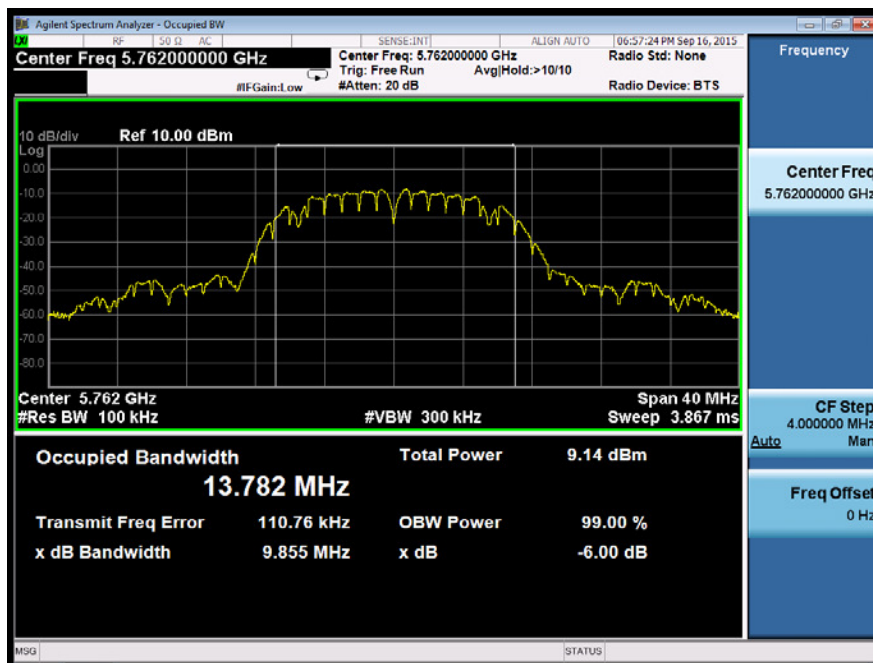 Agilent Spectrum Analyzer - Occupied BW
LXI RF 50 Ω AC SENSE:INT ALIGN AUTO 06:57:24 PM Sep 16, 2015
Center Freq 5.762000000 GHz
Center Freq: 5.762000000 GHz Radio Std: None
Trig: Free Run Avg|Hold:>10/10
#IFGain:Low #Atten: 20 dB Radio Device: BTS
Frequency
10 dB/div Ref 10.00 dBm
Log
0.00
-10.0
-20.0
-30.0
-40.0
-50.0
-60.0
-70.0
-80.0
Center 5.762 GHz Span 40 MHz
#Res BW 100 kHz #VBW 300 kHz Sweep 3.867 ms
Center Freq
5.762000000 GHz
CF Step
4.000000 MHz
Auto Man
Freq Offset
0 Hz
Occupied Bandwidth Total Power 9.14 dBm
13.782 MHz
Transmit Freq Error 110.76 kHz OBW Power 99.00 %
x dB Bandwidth 9.855 MHz x dB -6.00 dB
MSG STATUS